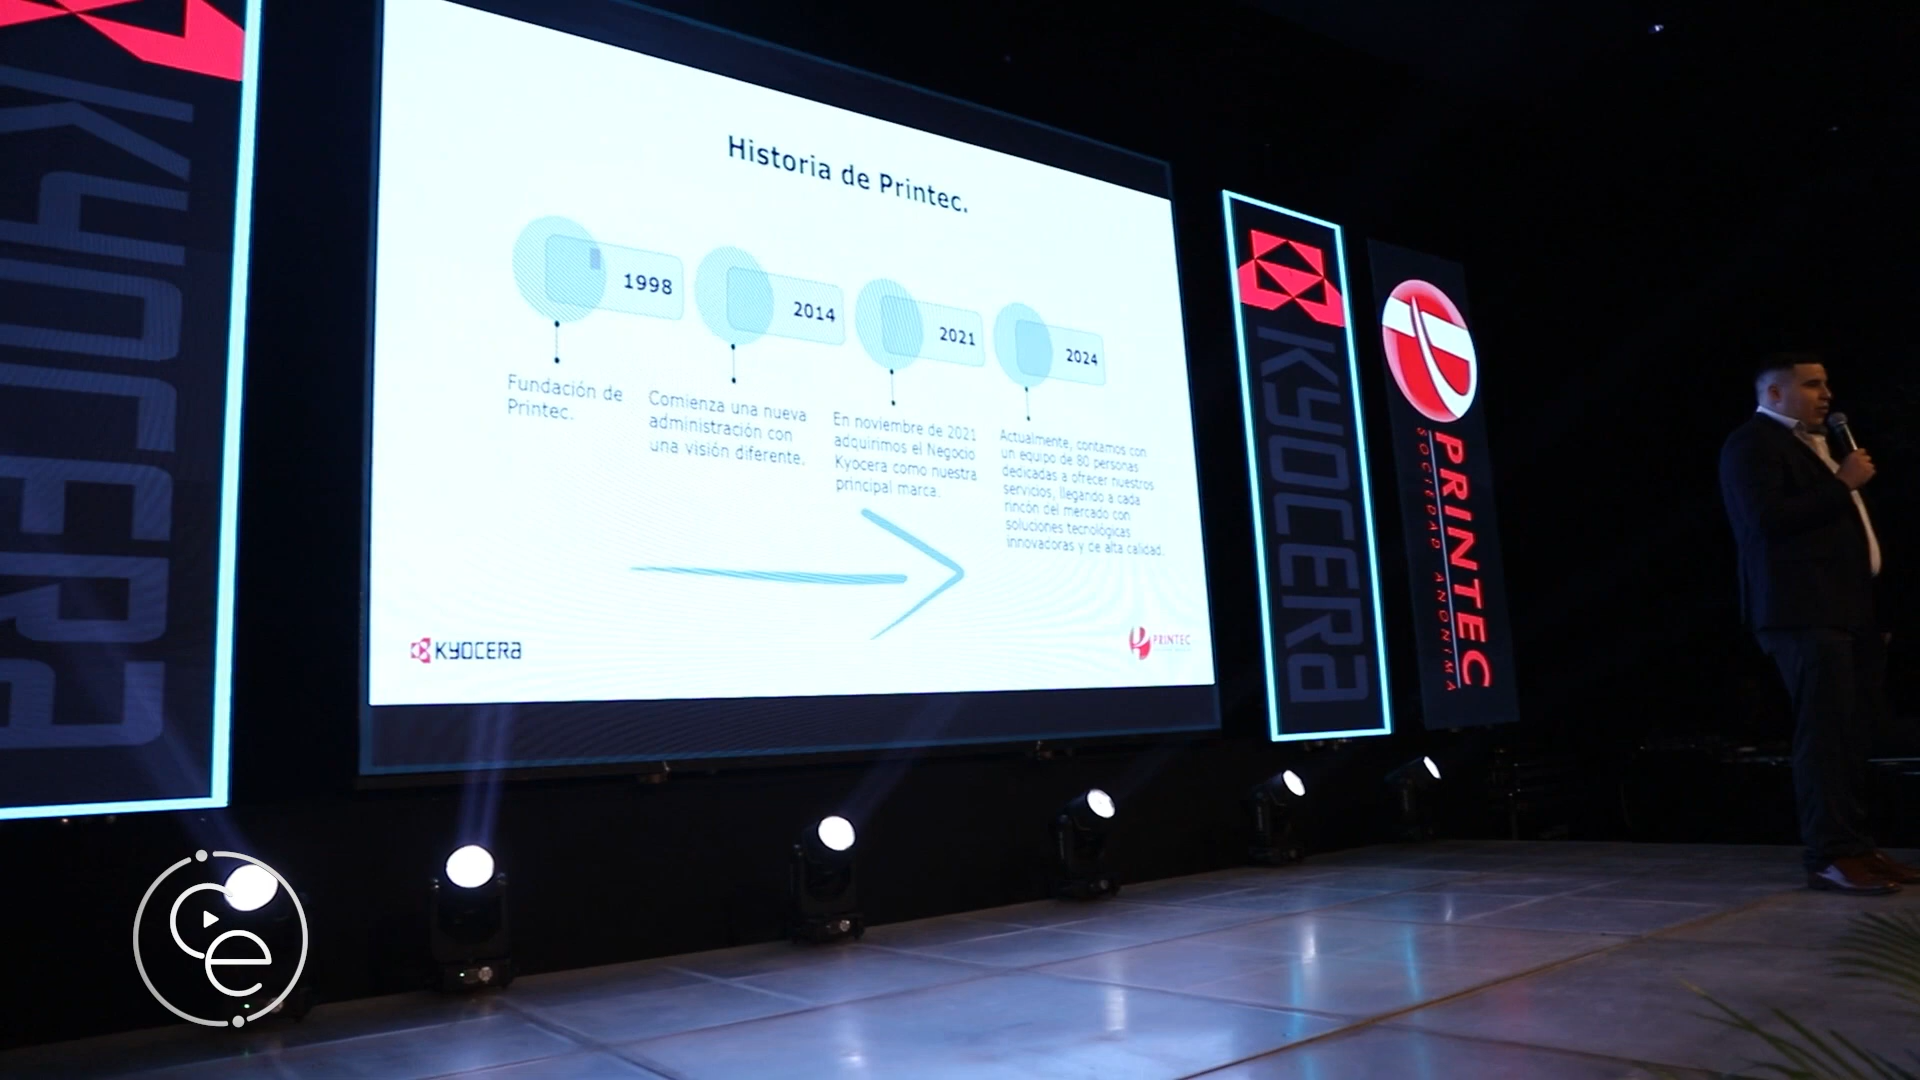 KYOCERA
Historia de Printec.
1998
2014
2021
2024
Fundación de
Printec.
Comienza una nueva
administración con
una visión diferente.
En noviembre de 2021
adquirimos el Negocio
Kyocera como nuestra
principal marca.
Actualmente, contamos con
un equipo de 80 personas
dedicadas a ofrecer nuestros
servicios, llegando a cada
rincón del mercado con
soluciones tecnológicas
innovadoras y de alta calidad.
KYOCERA
PRINTEC
KYOCERA
PRINTEC
SOCIEDAD ANONIMA
ce